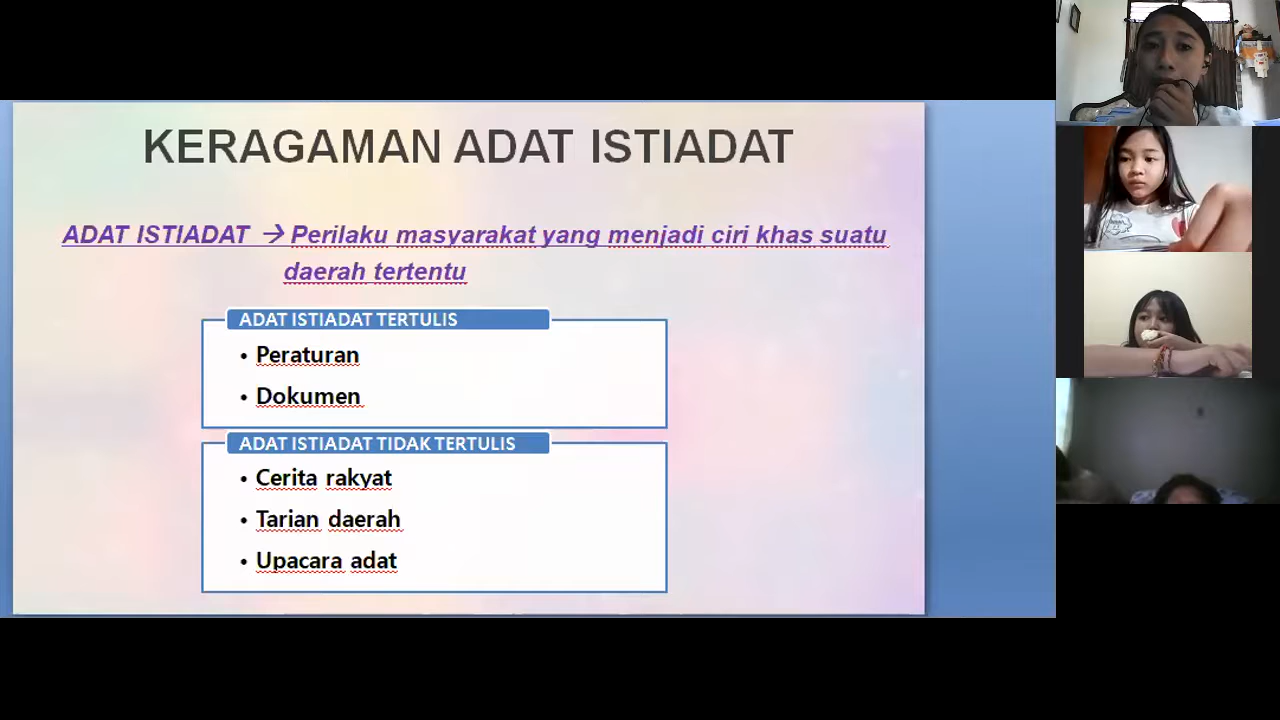 KERAGAMAN ADAT ISTIADAT
ADAT ISTIADAT → Perilaku masyarakat yang menjadi ciri khas suatu
daerah tertentu
ADAT ISTIADAT TERTULIS
• Peraturan
• Dokumen
ADAT ISTIADAT TIDAK TERTULIS
• Cerita rakyat
• Tarian daerah
• Upacara adat